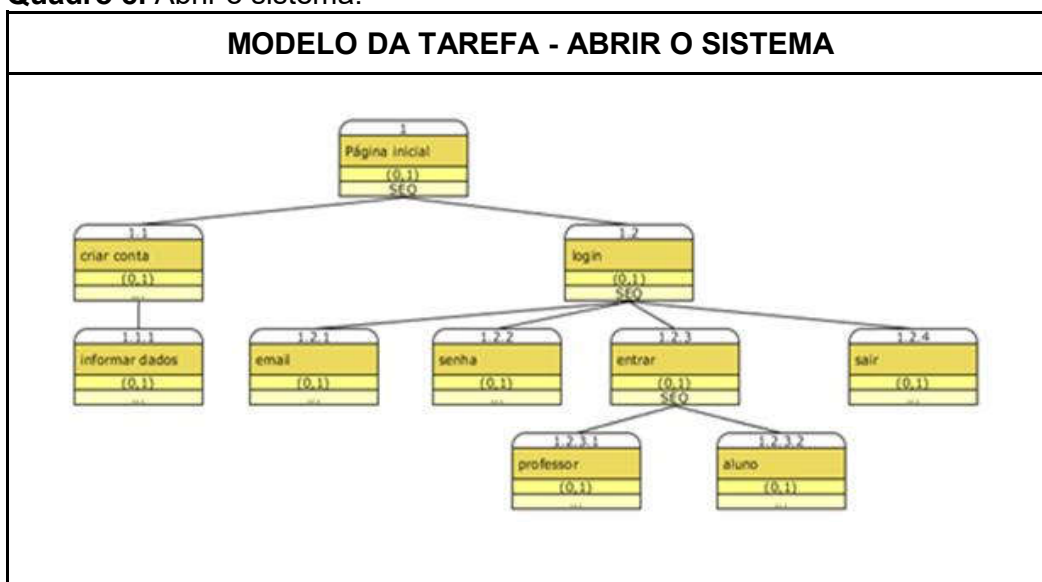 Quadro 5. Abrir o sistema.
MODELO DA TAREFA - ABRIR O SISTEMA
1
Página inicial
(0,1)
SEQ
1.1
criar conta
(0,1)
...
1.2
login
(0,1)
SEQ
1.1.1
informar dados
(0,1)
...
1.2.1
email
(0,1)
...
1.2.2
senha
(0,1)
...
1.2.3
entrar
(0,1)
SEQ
1.2.4
sair
(0,1)
...
1.2.3.1
professor
(0,1)
...
1.2.3.2
aluno
(0,1)
...